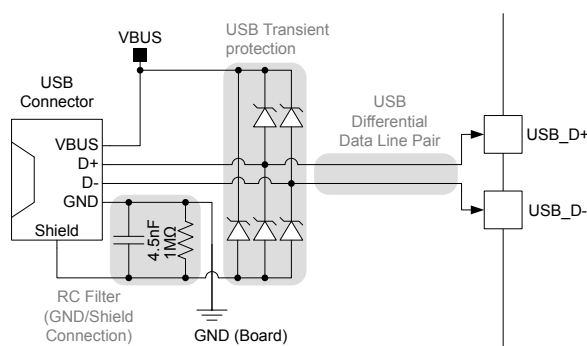 VBUS
USB Transient
protection
USB
Connector
USB
Differential
Data Line Pair
VBUS
D+
D-
GND
Shield
USB_D+
USB_D-
4.5nF
1MΩ
RC Filter
(GND/Shield
Connection)
GND (Board)